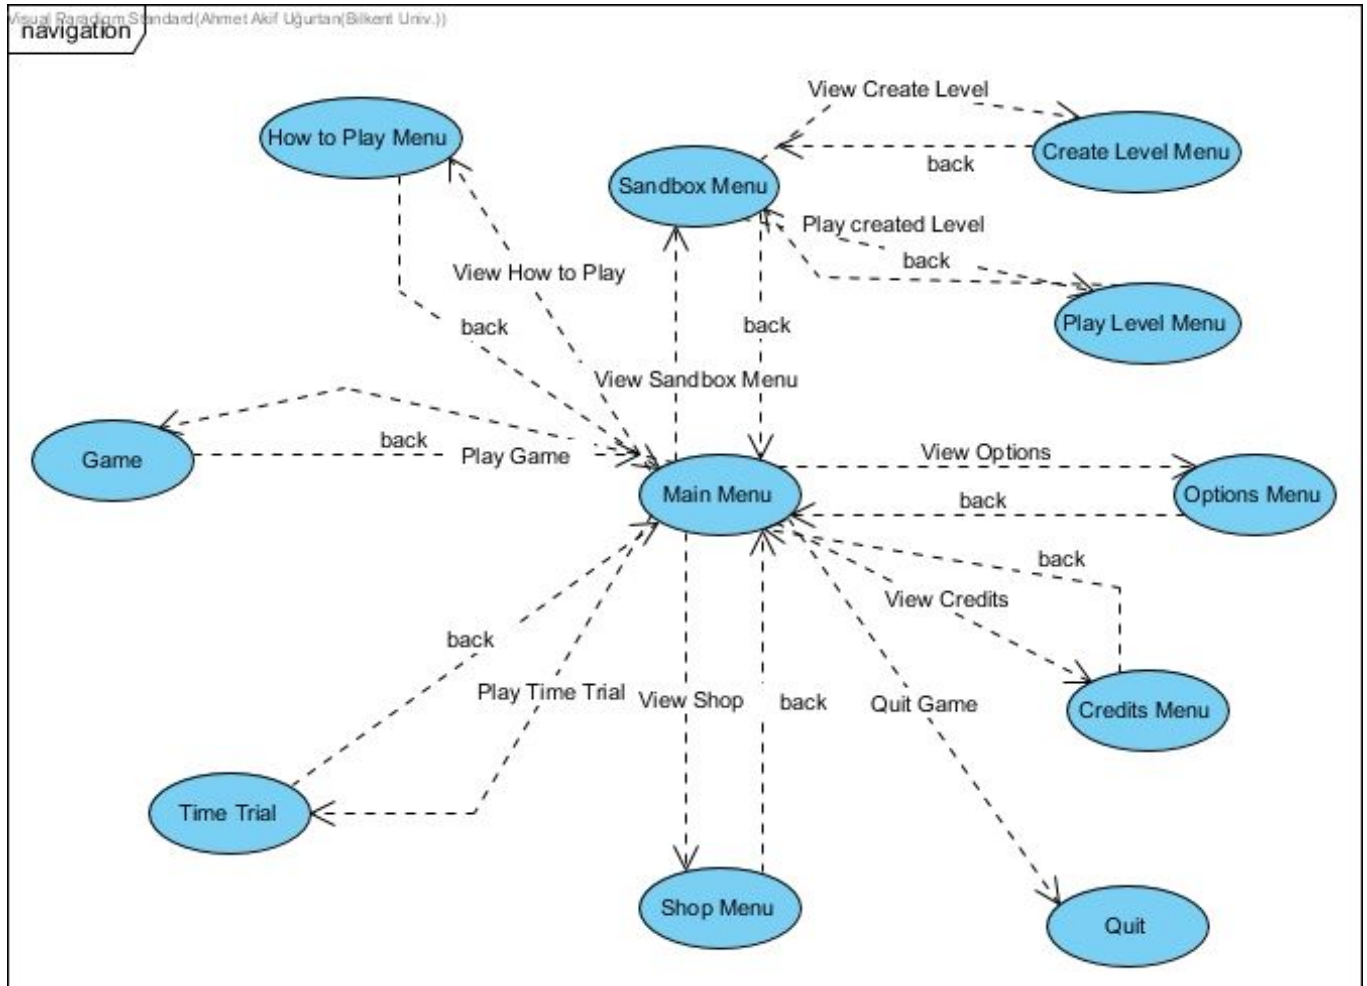 Visual Paradigm Standard(Ahmet Akif Uğurtan(Bilkent Univ.))
navigation
View Create Level
How to Play Menu
Create Level Menu
back
Sandbox Menu
Play created Level
back
View How to Play
Play Level Menu
back
back
View Sandbox Menu
back
Play Game
Game
View Options
Main Menu
Options Menu
back
back
View Credits
back
Play Time Trial
View Shop
back
Quit Game
Credits Menu
Time Trial
Shop Menu
Quit